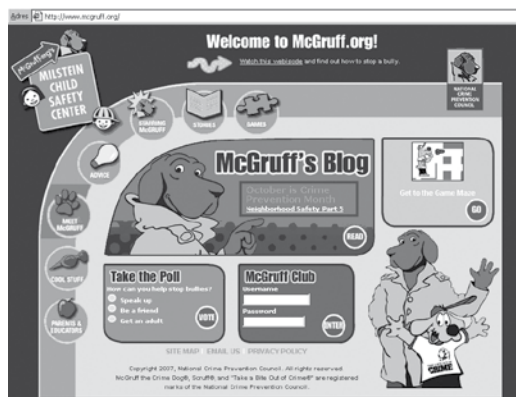 Adres http://www.mcgruff.org/
Welcome to McGruff.org!
Watch this webisode and find out how to stop a bully.
McGruff.org's
MILSTEIN
CHILD
SAFETY
CENTER
NATIONAL
CRIME
PREVENTION
COUNCIL
STARRING
McGRUFF
STORIES
GAMES
ADVICE
MEET
McGRUFF
COOL STUFF
PARENTS &
EDUCATORS
McGruff's Blog
October is Crime
Prevention Month
Neighborhood Safety Part 3
READ
Get to the Game Maze
GO
Take the Poll
How can you help stop bullies?
Speak up
Be a friend
Get an adult
VOTE
McGruff Club
Username
Password
ENTER
CRIME
SITE MAP EMAIL US PRIVACY POLICY
Copyright 2007, National Crime Prevention Council. All rights reserved.
McGruff the Crime Dog®, Scruff®, and "Take a Bite Out of Crime®" are registered
marks of the National Crime Prevention Council.